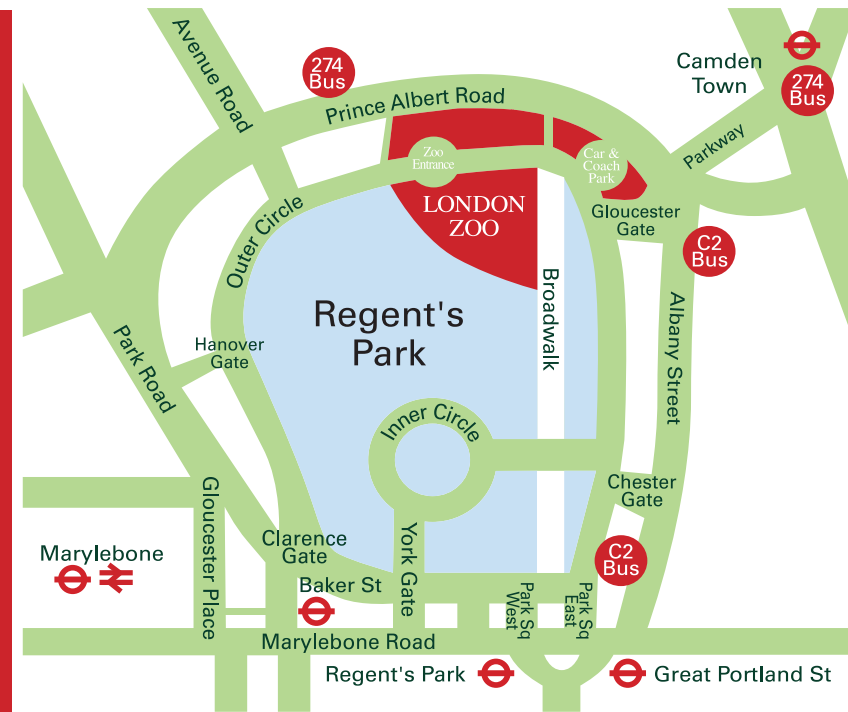 Avenue Road
274
Bus
Prince Albert Road
Camden
Town
274
Bus
Parkway
Zoo
Entrance
Car &
Coach
Park
LONDON
ZOO
Gloucester
Gate
C2
Bus
Outer Circle
Regent's
Park
Broadwalk
Albany Street
Hanover
Gate
Park Road
Inner Circle
Chester
Gate
Gloucester Place
Clarence
Gate
York Gate
Marylebone
C2
Bus
Baker St
Park Sq
West
Park Sq
East
Marylebone Road
Regent's Park
Great Portland St